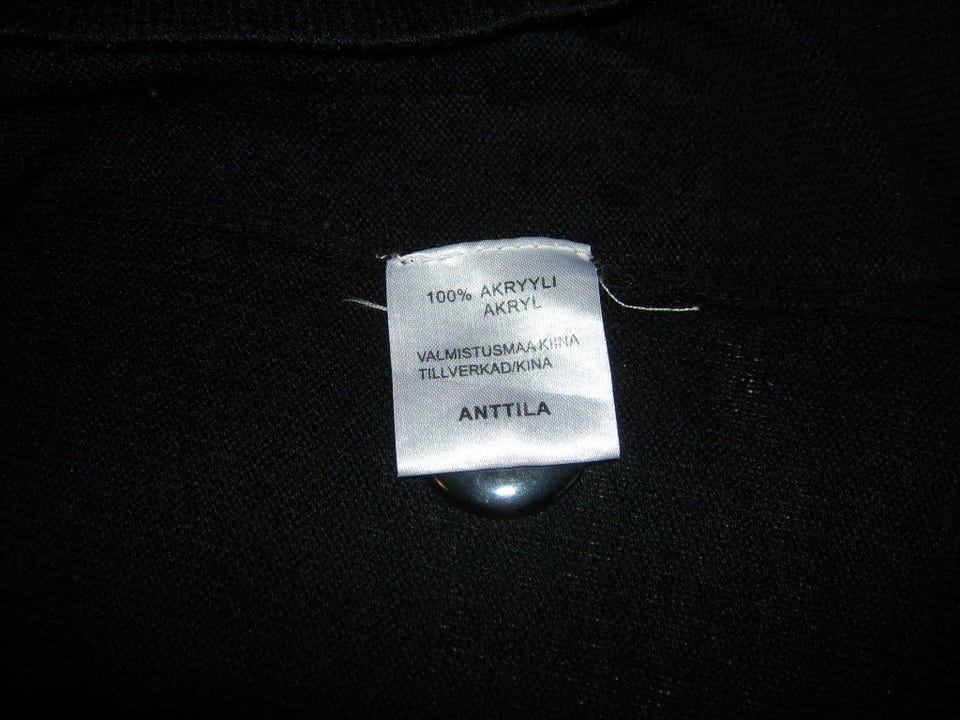 100% AKRYYLI
AKRYL
VALMISTUSMAA KIINA
TILLVERKAD/KINA
ANTTILA